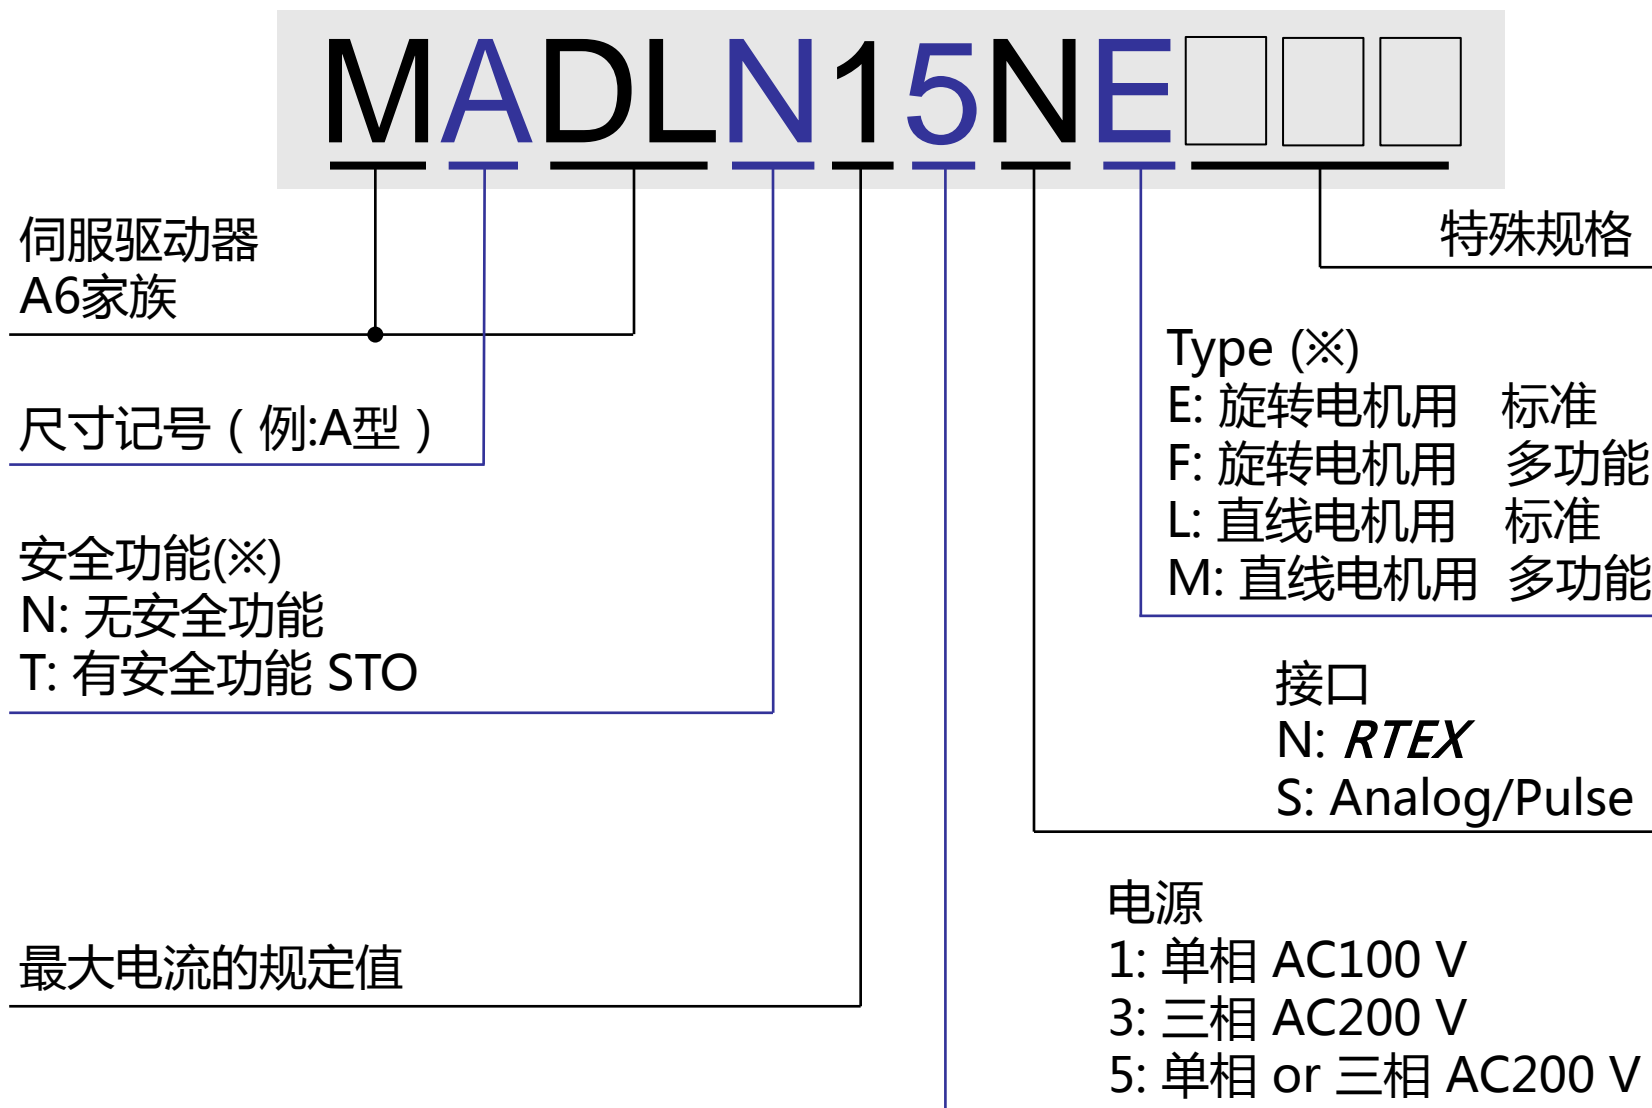 MADLN15NE□□□
伺服驱动器
A6家族
尺寸记号（例:A型）
安全功能(※)
N: 无安全功能
T: 有安全功能 STO
最大电流的规定值
特殊规格
Type (※)
E: 旋转电机用 标准
F: 旋转电机用 多功能
L: 直线电机用 标准
M: 直线电机用 多功能
接口
N: RTEX
S: Analog/Pulse
电源
1: 单相 AC100 V
3: 三相 AC200 V
5: 单相 or 三相 AC200 V